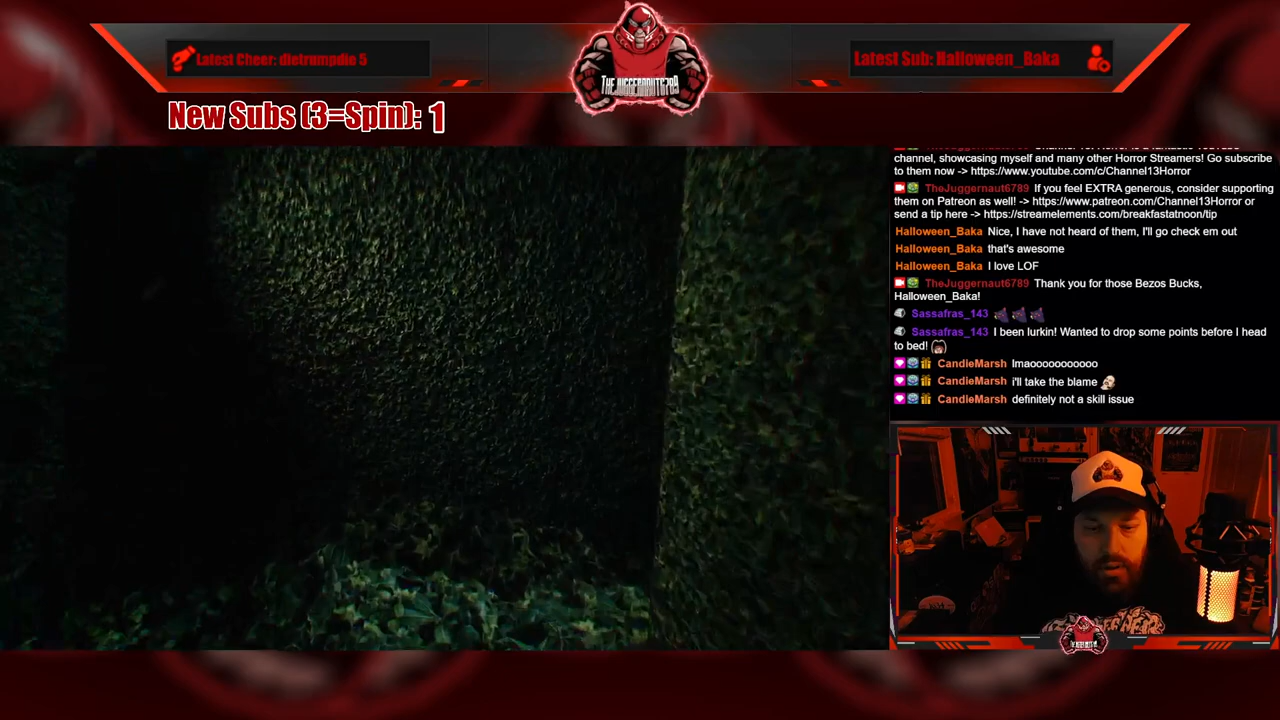 Latest Cheer: dietrumpdie 5
THEJUGGERNAUT6789
Latest Sub: Halloween_Baka
New Subs (3=Spin): 1
channel, showcasing myself and many other Horror Streamers! Go subscribe
to them now -> https://www.youtube.com/c/Channel13Horror
TheJuggernaut6789 If you feel EXTRA generous, consider supporting
them on Patreon as well! -> https://www.patreon.com/Channel13Horror or
send a tip here -> https://streamelements.com/breakfastatnoon/tip
Halloween_Baka Nice, I have not heard of them, I'll go check em out
Halloween_Baka that's awesome
Halloween_Baka I love LOF
TheJuggernaut6789 Thank you for those Bezos Bucks,
Halloween_Baka!
Sassafras_143
Sassafras_143 I been lurkin! Wanted to drop some points before I head
to bed!
CandieMarsh lmaooooooooooo
CandieMarsh i'll take the blame
CandieMarsh definitely not a skill issue